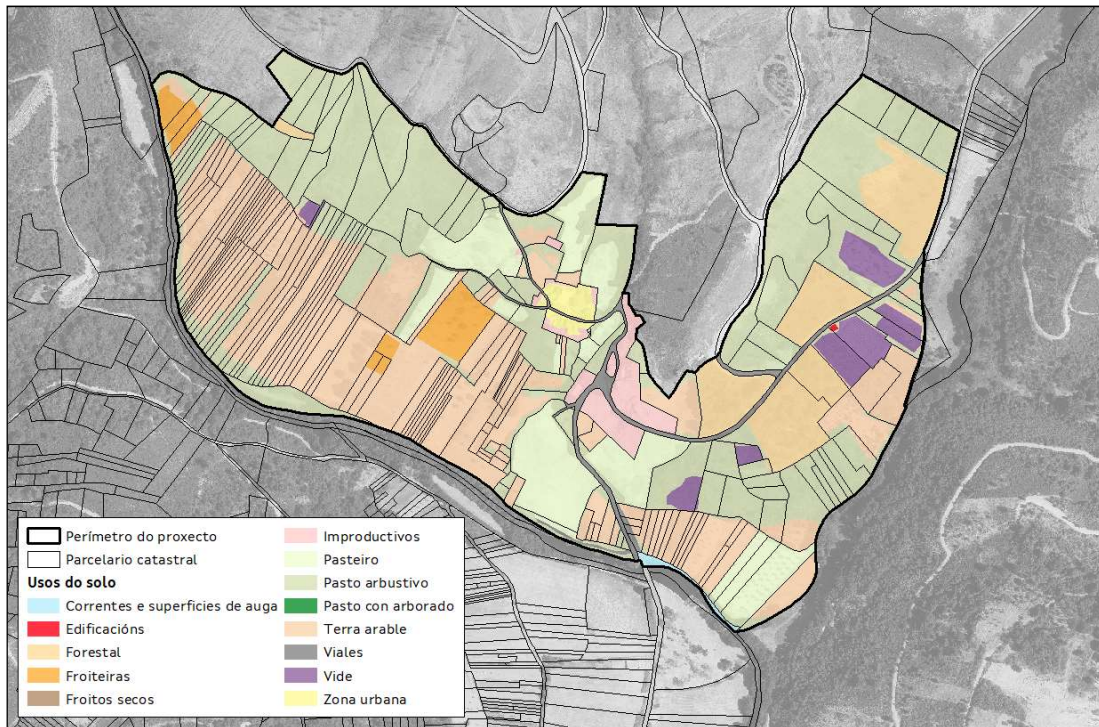 Perímetro do proxecto
Parcelario catastral
Usos do solo
Correntes e superficies de auga
Edificacións
Forestal
Froiteiras
Froitos secos
Improductivos
Pasteiro
Pasto arbustivo
Pasto con arborado
Terra arable
Viales
Vide
Zona urbana